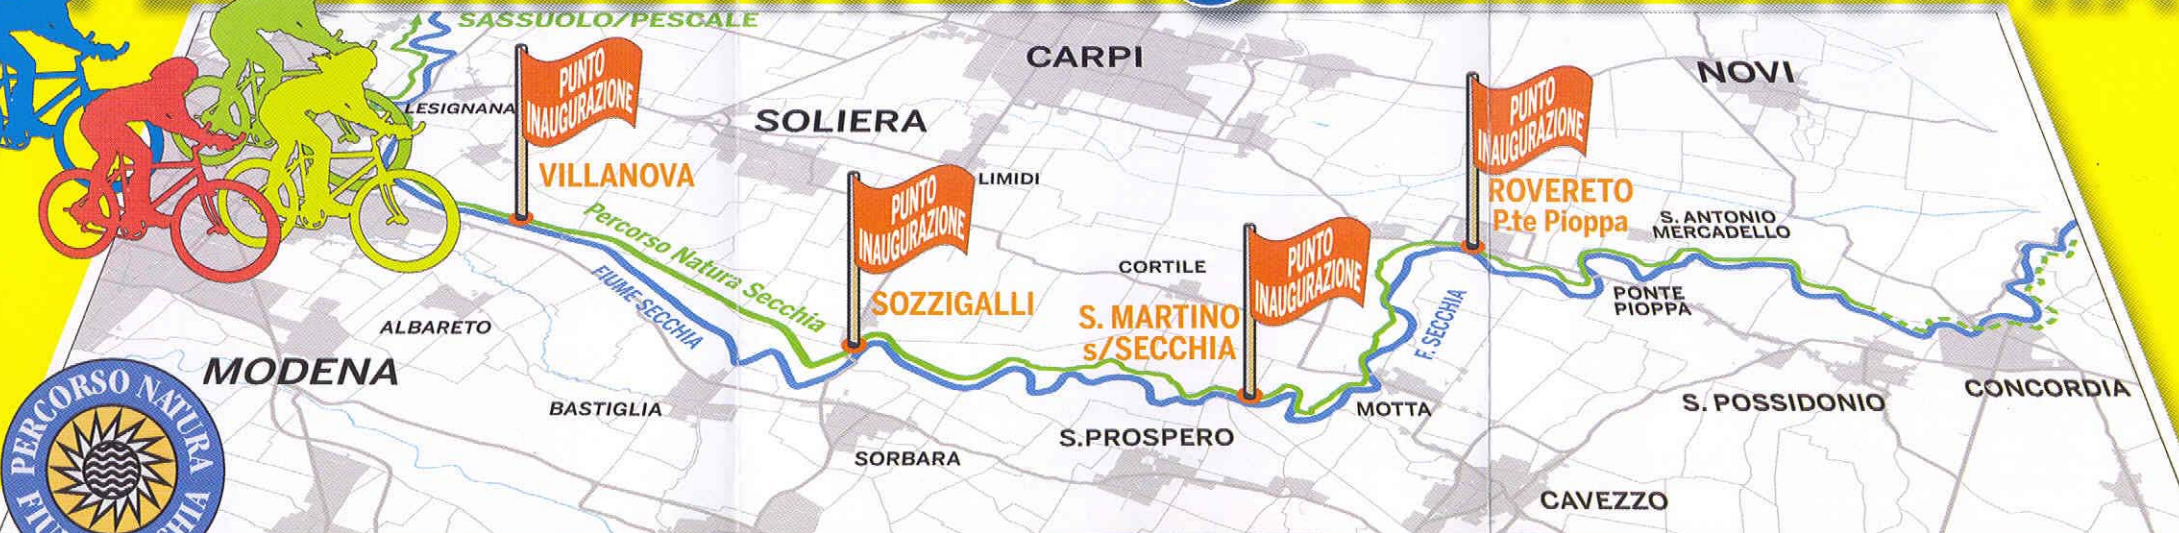 SASSUOLO/PESCALE
LESIGNANA
PUNTO
INAUGURAZIONE
VILLANOVA
SOLIERA
CARPI
NOVI
PUNTO
INAUGURAZIONE
LIMIDI
PUNTO
INAUGURAZIONE
ROVERETO
P.te Pioppa
S. ANTONIO
MERCADELLO
Percorso Natura Secchia
FIUME SECCHIA
SOZZIGALLI
CORTILE
PUNTO
INAUGURAZIONE
S. MARTINO
s/SECCHIA
F. SECCHIA
PONTE
PIOPPA
ALBARETO
MODENA
BASTIGLIA
SORBARA
S.PROSPERO
MOTTA
S. POSSIDONIO
CONCORDIA
CAVEZZO
PERCORSO NATURA